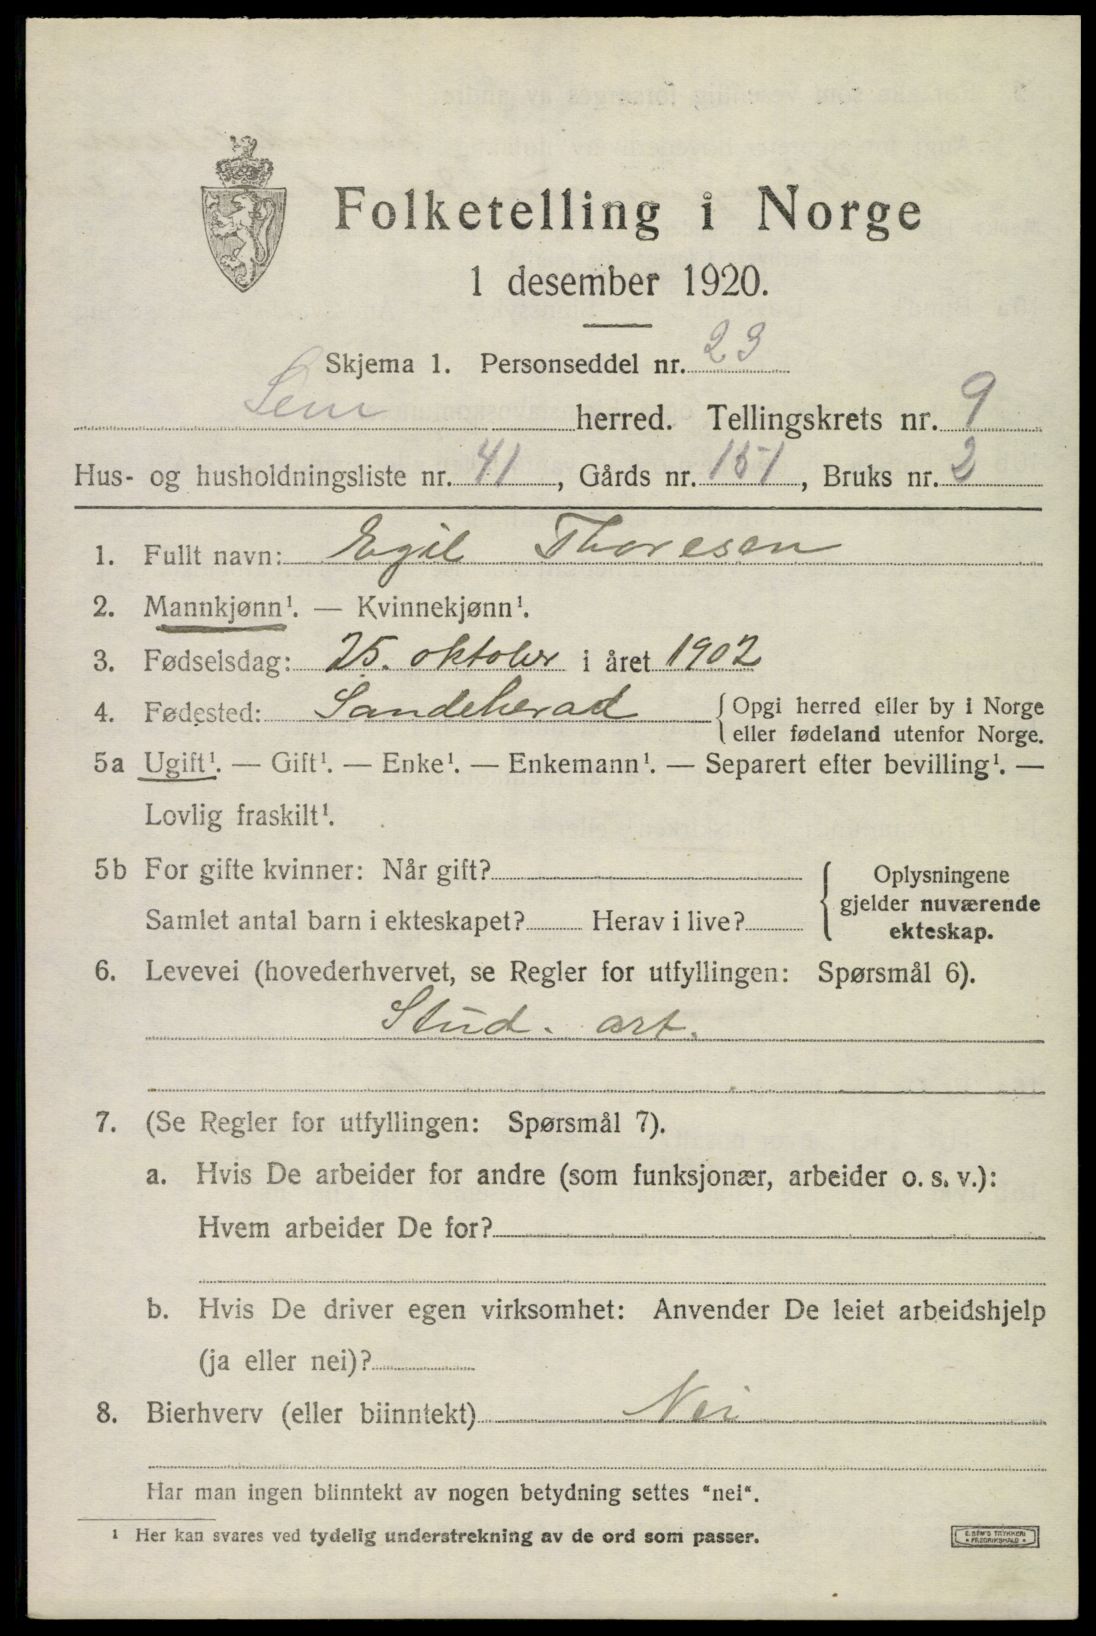 Folketelling i Norge
1 desember 1920.
Skjema 1. Personseddel nr. 23
Sem herred. Tellingskrets nr. 9
Hus- og husholdningsliste nr. 41, Gårds nr. 151, Bruks nr. 2
1. Fullt navn: Egil Thoresen
2. Mannkjønn¹. — Kvinnekjønn¹.
3. Fødselsdag: 25. oktober i året 1902
4. Fødested: Sandeherad {Opgi herred eller by i Norge
eller fødeland utenfor Norge.
5a Ugift¹. — Gift¹. — Enke¹. — Enkemann¹. — Separert efter bevilling¹. —
Lovlig fraskilt¹.
5b For gifte kvinner: Når gift?
Samlet antal barn i ekteskapet? Herav i live?
{Oplysningene
gjelder nuværende
ekteskap.
6. Levevei (hovederhvervet, se Regler for utfyllingen: Spørsmål 6).
Stud. art.
7. (Se Regler for utfyllingen: Spørsmål 7).
a. Hvis De arbeider for andre (som funksjonær, arbeider o. s. v.):
Hvem arbeider De for?
b. Hvis De driver egen virksomhet: Anvender De leiet arbeidshjelp
(ja eller nei)?
8. Bierhverv (eller biinntekt) Nei
Har man ingen biinntekt av nogen betydning settes "nei".
¹ Her kan svares ved tydelig understrekning av de ord som passer.
E. SEM'S TRYKKERI
FREDRIKSHALD